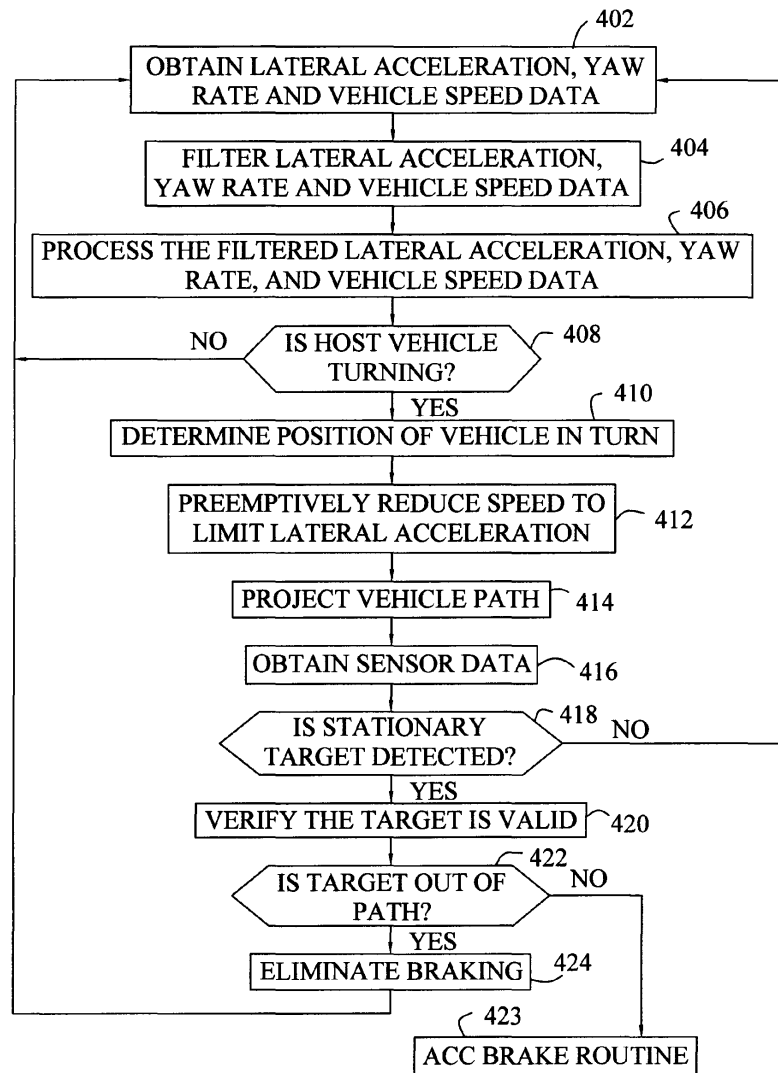 402
OBTAIN LATERAL ACCELERATION, YAW
RATE AND VEHICLE SPEED DATA
FILTER LATERAL ACCELERATION,
YAW RATE AND VEHICLE SPEED DATA
404
406
PROCESS THE FILTERED LATERAL ACCELERATION, YAW
RATE, AND VEHICLE SPEED DATA
NO
IS HOST VEHICLE
TURNING?
408
YES
410
DETERMINE POSITION OF VEHICLE IN TURN
PREEMPTIVELY REDUCE SPEED TO
LIMIT LATERAL ACCELERATION
412
PROJECT VEHICLE PATH
414
OBTAIN SENSOR DATA
416
IS STATIONARY
TARGET DETECTED?
418
NO
YES
VERIFY THE TARGET IS VALID
420
422
IS TARGET OUT OF
PATH?
NO
YES
ELIMINATE BRAKING
424
423
ACC BRAKE ROUTINE